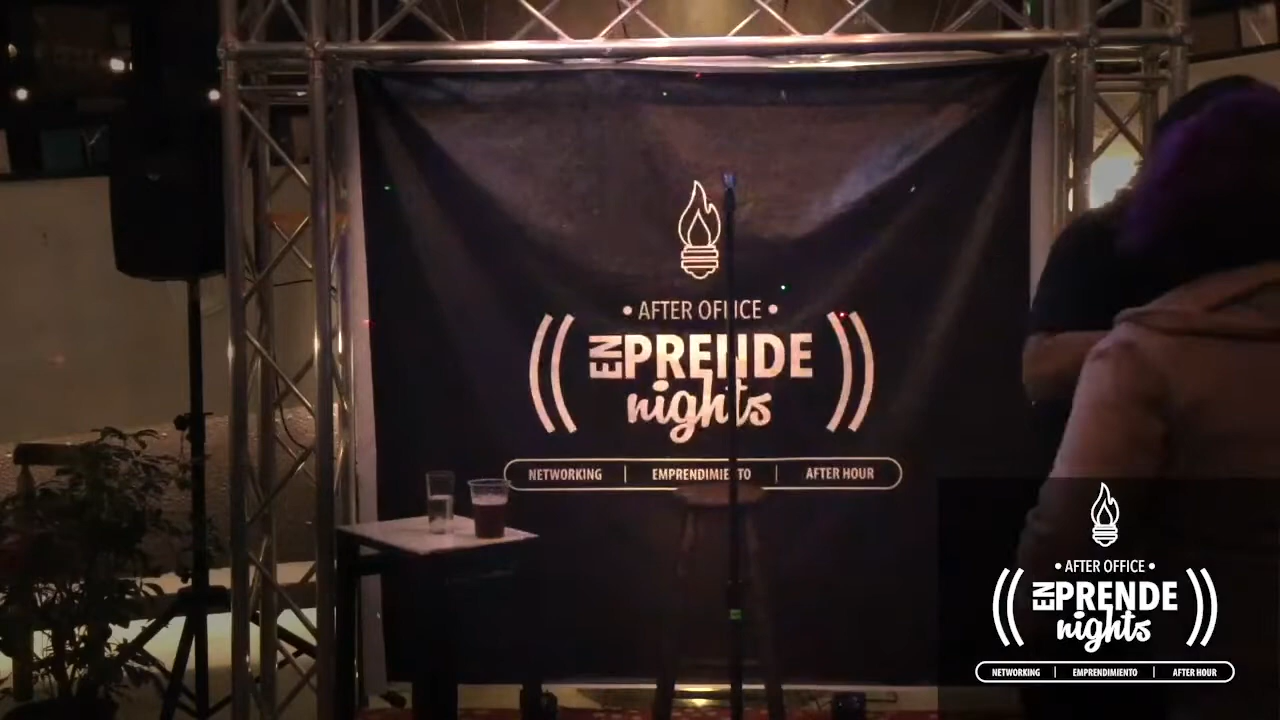 • AFTER OFFICE •
EN PRENDE
nights
NETWORKING | EMPRENDIMIENTO | AFTER HOUR
• AFTER OFFICE •
EN PRENDE
nights
NETWORKING | EMPRENDIMIENTO | AFTER HOUR